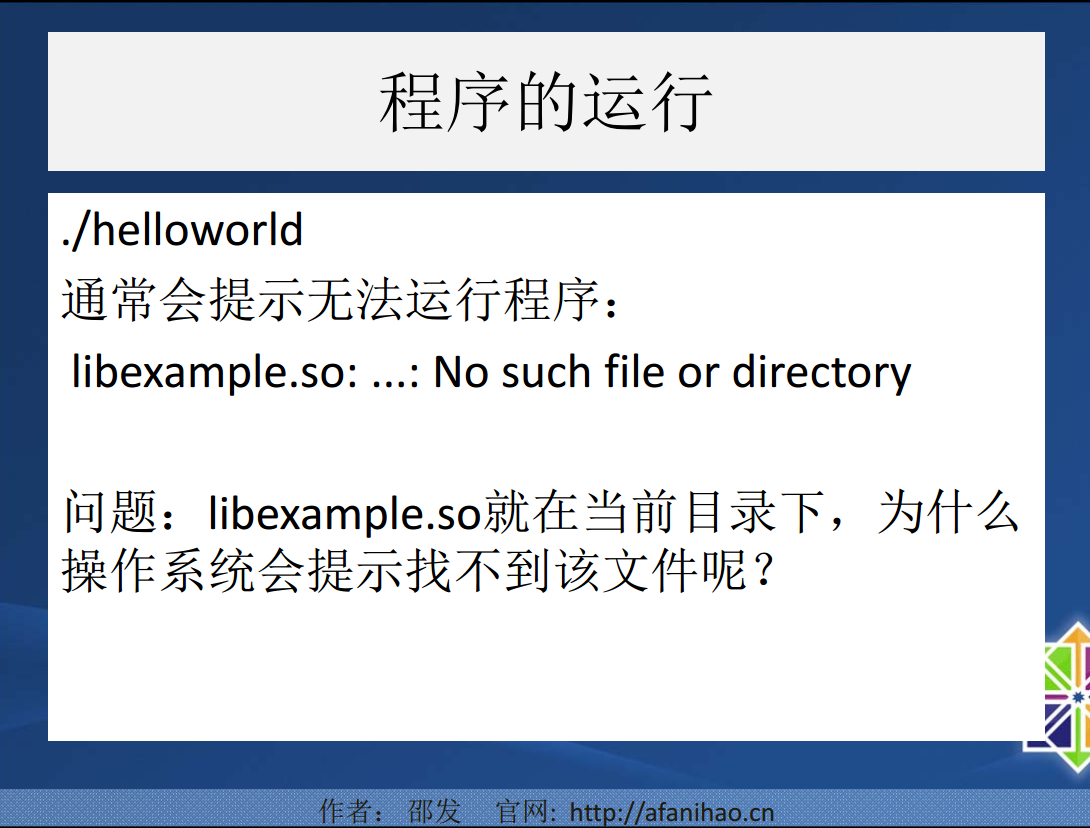 程序的运行
./helloworld
通常会提示无法运行程序：
libexample.so: ...: No such file or directory
问题：libexample.so就在当前目录下，为什么
操作系统会提示找不到该文件呢？
作者： 邵发 官网: http://afanihao.cn